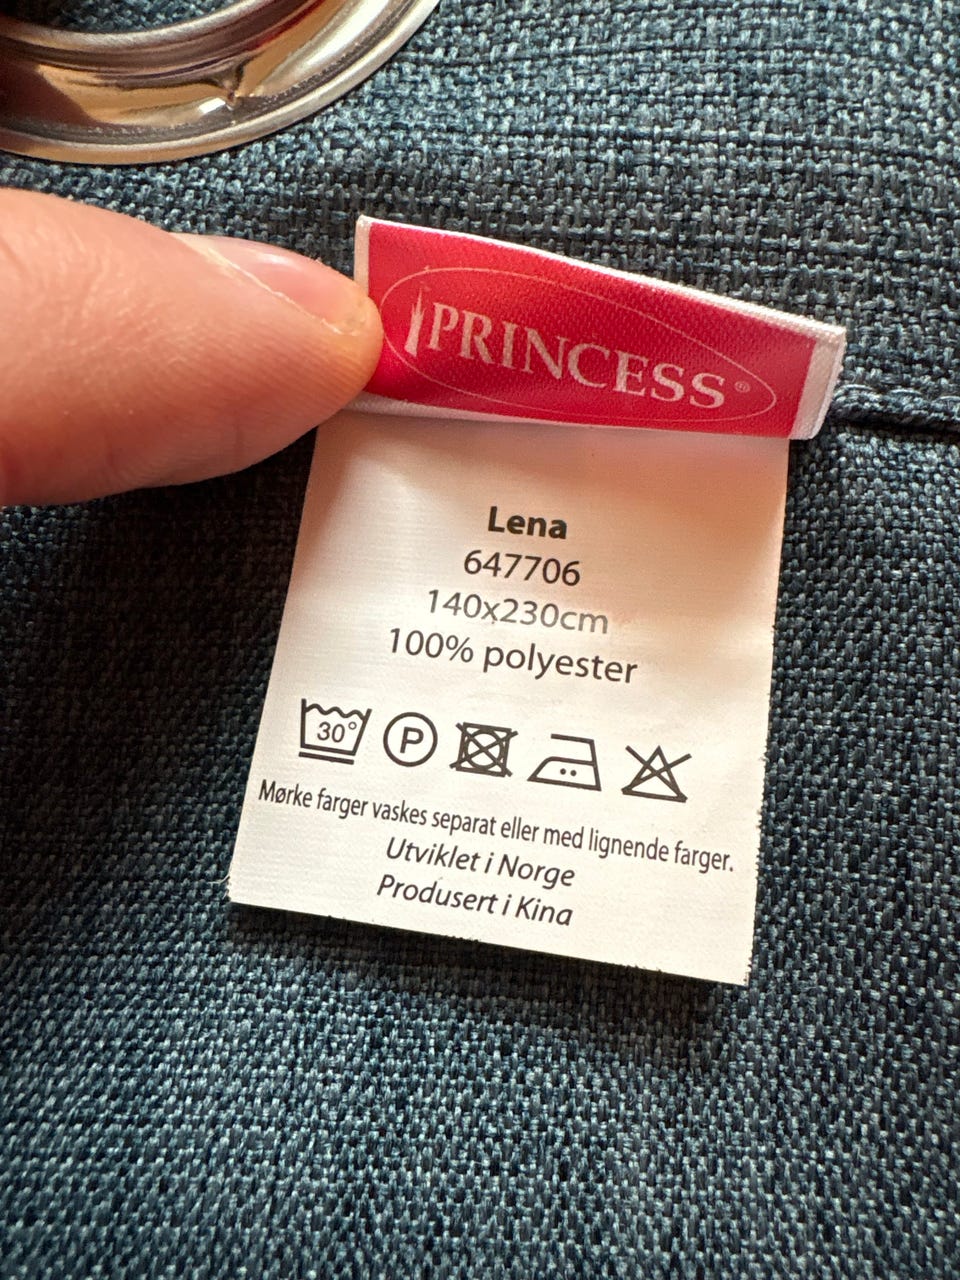 PRINCESS®
Lena
647706
140x230cm
100% polyester
30° P
Mørke farger vaskes separat eller med lignende farger.
Utviklet i Norge
Produsert i Kina